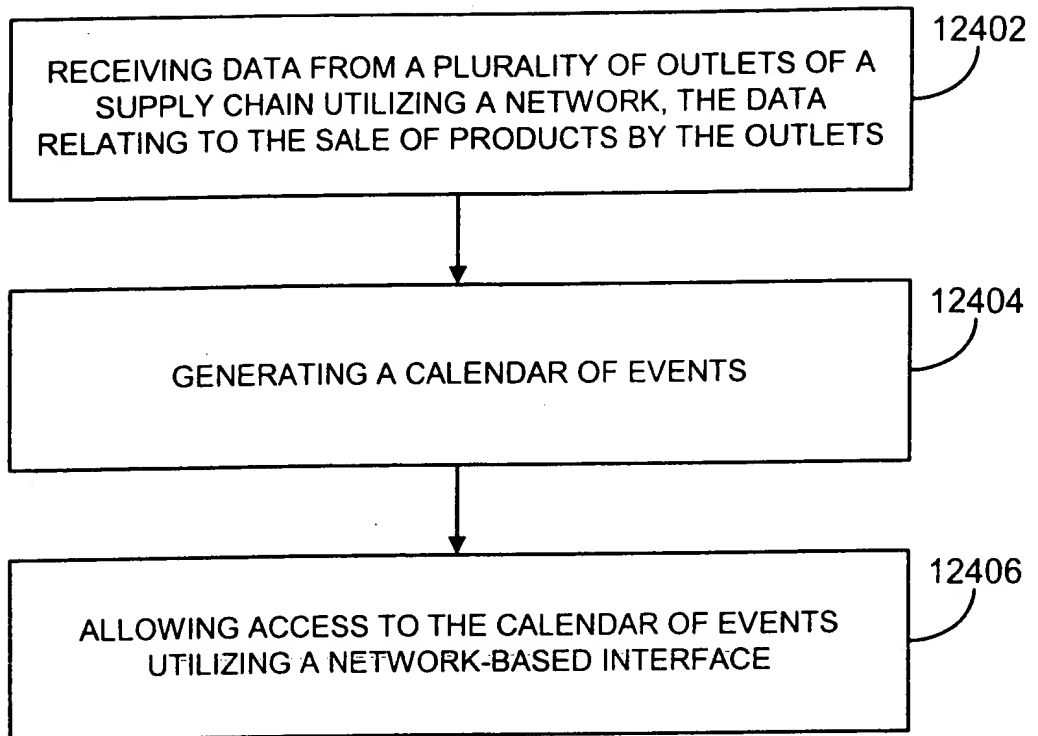 12402
RECEIVING DATA FROM A PLURALITY OF OUTLETS OF A
SUPPLY CHAIN UTILIZING A NETWORK, THE DATA
RELATING TO THE SALE OF PRODUCTS BY THE OUTLETS
12404
GENERATING A CALENDAR OF EVENTS
12406
ALLOWING ACCESS TO THE CALENDAR OF EVENTS
UTILIZING A NETWORK-BASED INTERFACE